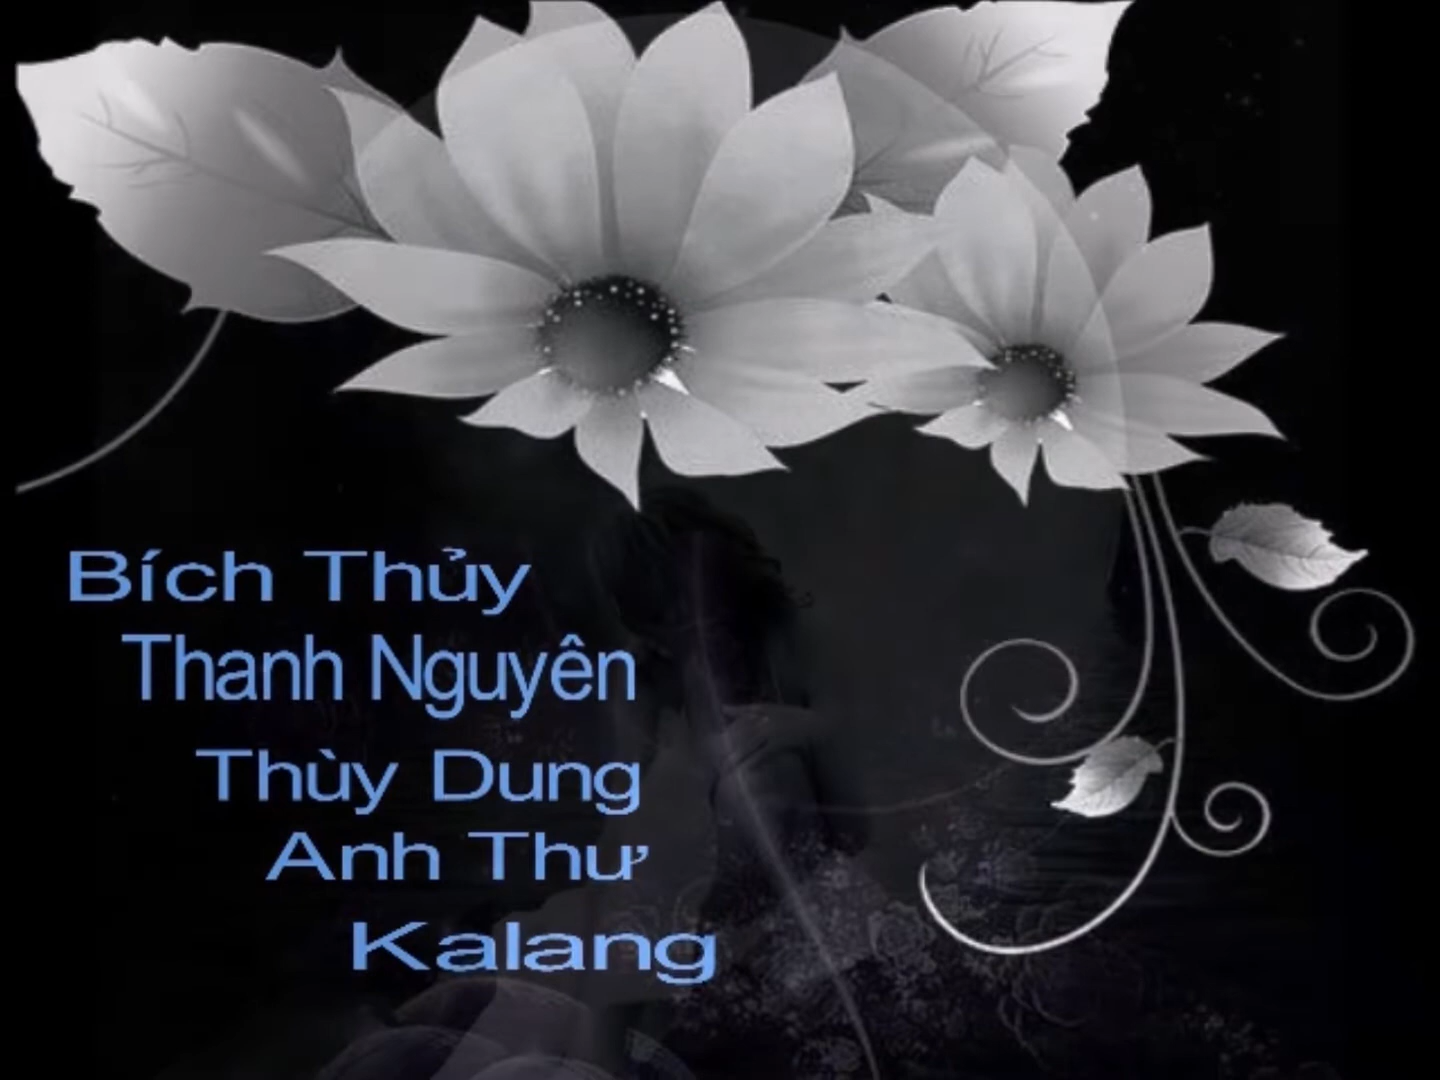 Bích Thủy
Thanh Nguyên
Thùy Dung
Anh Thư
Kalang